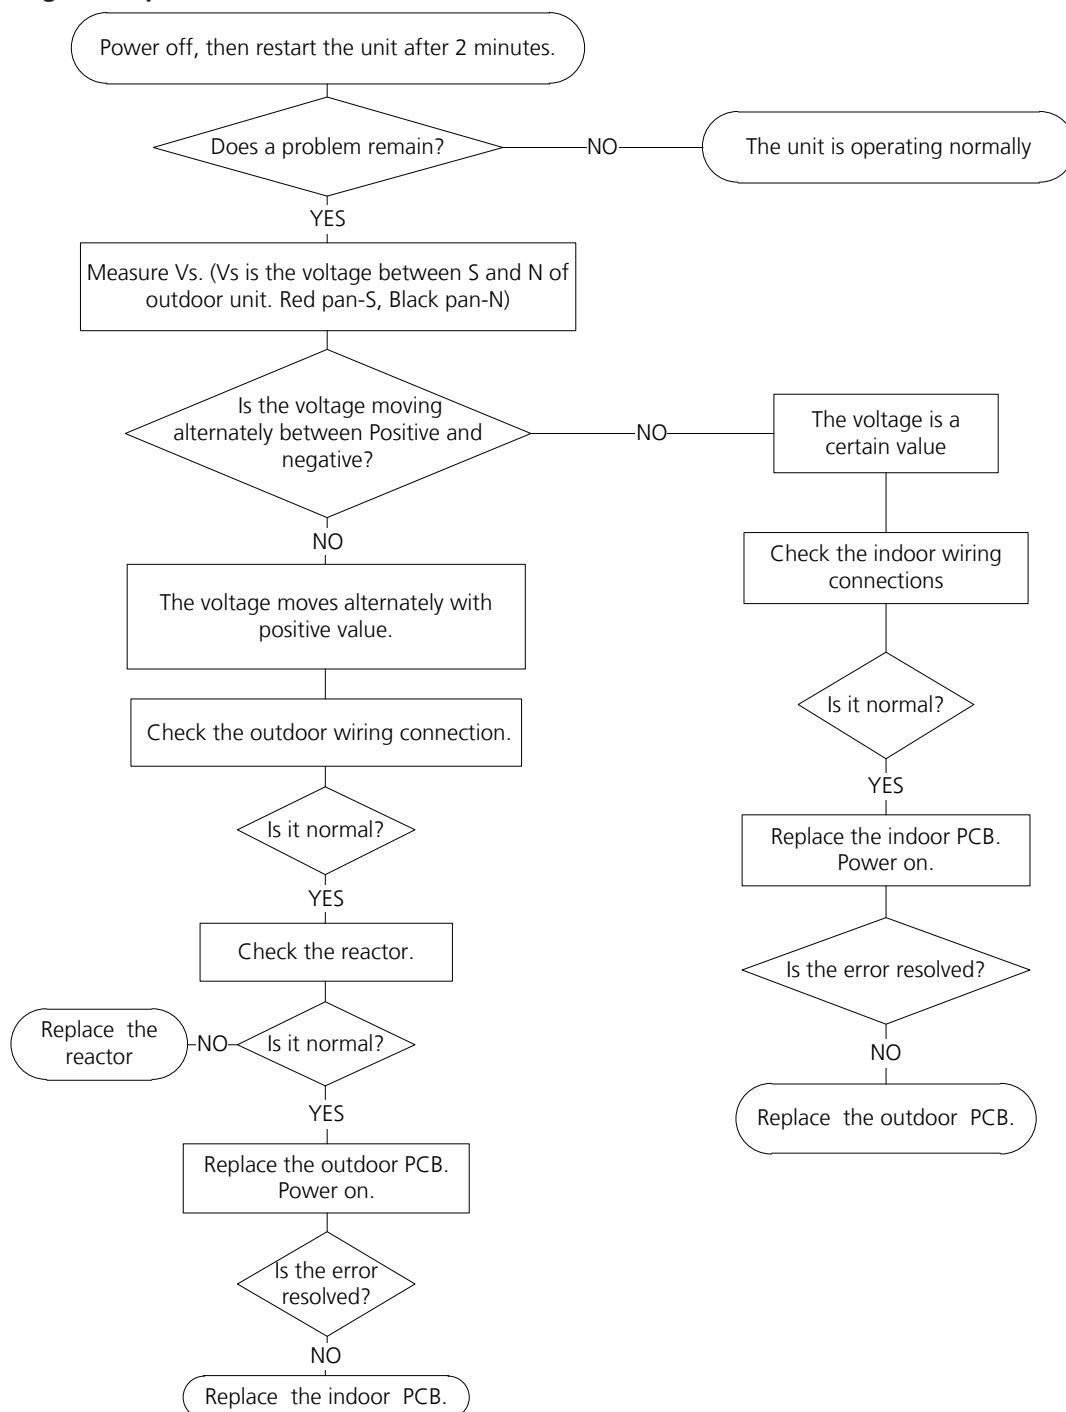 Power off, then restart the unit after 2 minutes.
Does a problem remain?
NO
The unit is operating normally
YES
Measure Vs. (Vs is the voltage between S and N of
outdoor unit. Red pan-S, Black pan-N)
Is the voltage moving
alternately between Positive and
negative?
NO
The voltage is a
certain value
NO
The voltage moves alternately with
positive value.
Check the outdoor wiring connection.
Is it normal?
YES
Check the reactor.
Is it normal?
NO
Replace the
reactor
YES
Replace the outdoor PCB.
Power on.
Is the error
resolved?
NO
Replace the indoor PCB.
Check the indoor wiring
connections
Is it normal?
YES
Replace the indoor PCB.
Power on.
Is the error resolved?
NO
Replace the outdoor PCB.